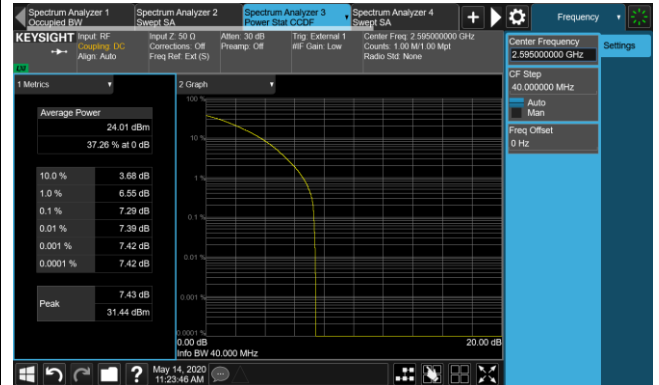 Spectrum Analyzer 1
Occupied BW
Spectrum Analyzer 2
Swept SA
Spectrum Analyzer 3
Power Stat CCDF
Spectrum Analyzer 4
Swept SA
Frequency
KEYSIGHT
Input: RF
Coupling: DC
Align: Auto
Input Z: 50 Ω
Corrections: Off
Freq Ref: Ext (S)
Atten: 30 dB
Preamp: Off
Trig: External 1
#IF Gain: Low
Center Freq: 2.595000000 GHz
Counts: 1.00 M/1.00 Mpt
Radio Std: None
Center Frequency
2.595000000 GHz
Settings
CF Step
40.000000 MHz
Auto
Man
Freq Offset
0 Hz
1 Metrics
2 Graph
Average Power
24.01 dBm
37.26 % at 0 dB
10.0 % 3.68 dB
1.0 % 6.55 dB
0.1 % 7.29 dB
0.01 % 7.39 dB
0.001 % 7.42 dB
0.0001 % 7.42 dB
Peak
7.43 dB
31.44 dBm
100 %
10 %
1 %
0.1 %
0.01 %
0.001 %
0.0001 %
0.00 dB
20.00 dB
Info BW 40.000 MHz
May 14, 2020
11:23:46 AM